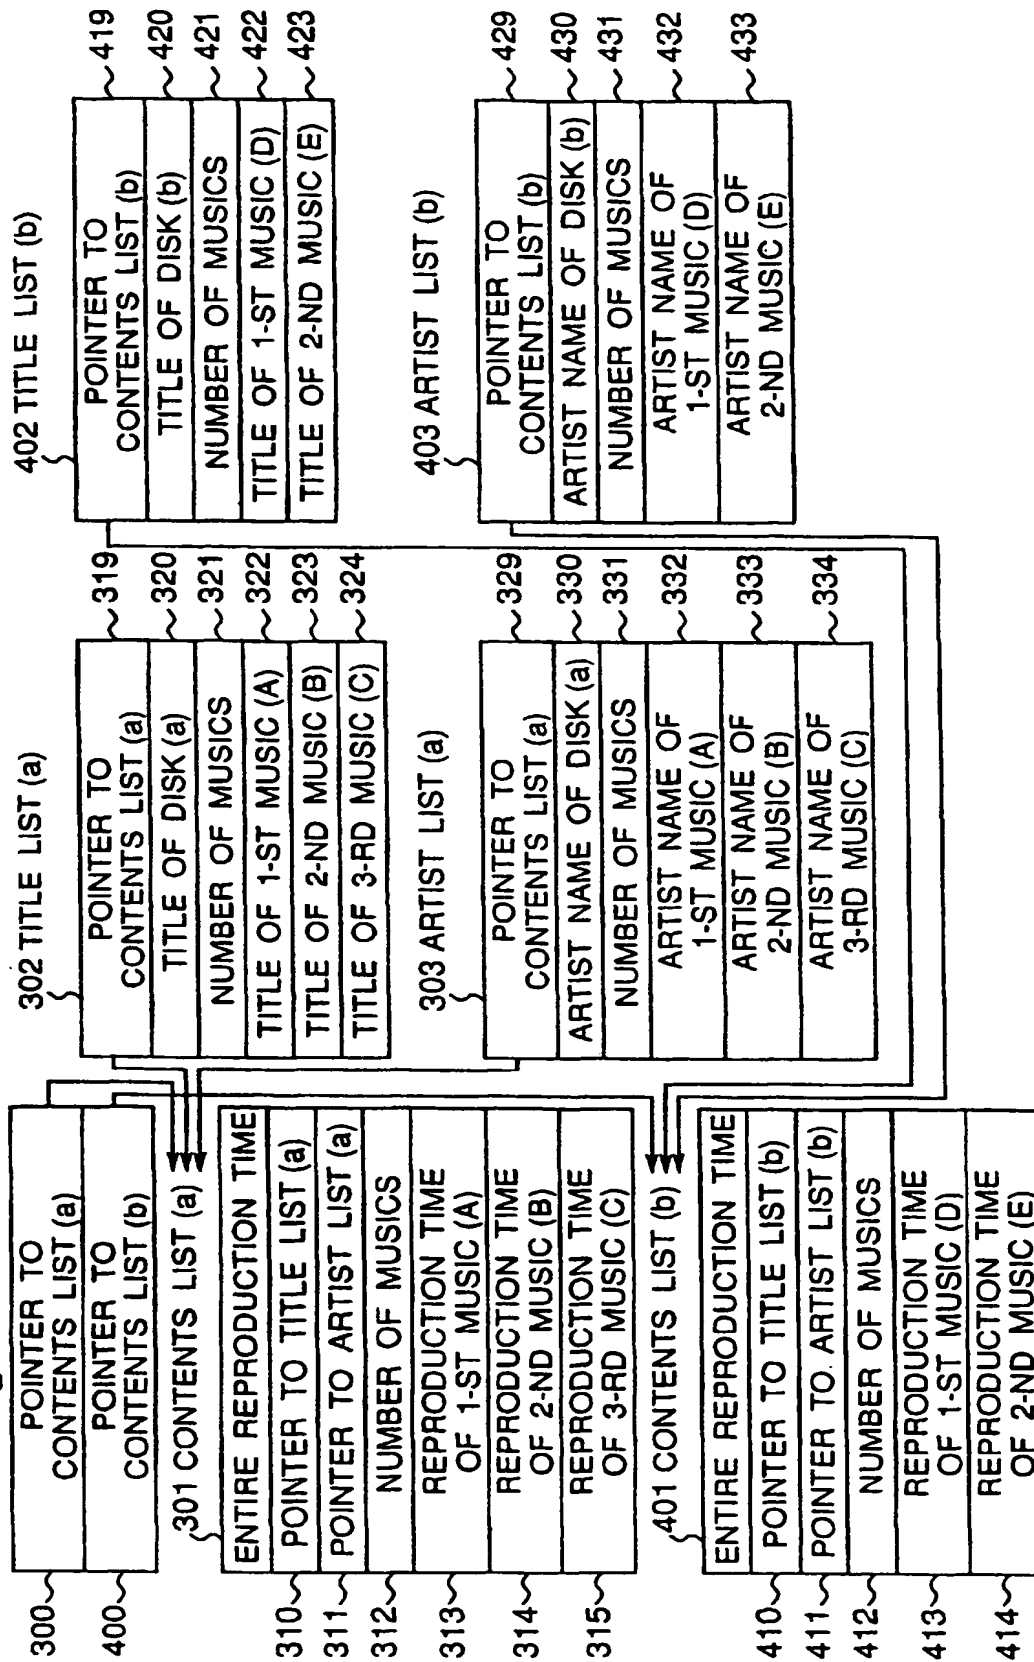 POINTER TO
CONTENTS LIST (a)
POINTER TO
CONTENTS LIST (b)
300
400
301 CONTENTS LIST (a)
ENTIRE REPRODUCTION TIME
POINTER TO TITLE LIST (a)
POINTER TO ARTIST LIST (a)
NUMBER OF MUSICS
REPRODUCTION TIME
OF 1-ST MUSIC (A)
REPRODUCTION TIME
OF 2-ND MUSIC (B)
REPRODUCTION TIME
OF 3-RD MUSIC (C)
310
311
312
313
314
315
401 CONTENTS LIST (b)
ENTIRE REPRODUCTION TIME
POINTER TO TITLE LIST (b)
POINTER TO. ARTIST LIST (b)
NUMBER OF MUSICS
REPRODUCTION TIME
OF 1-ST MUSIC (D)
REPRODUCTION TIME
OF 2-ND MUSIC (E)
410
411
412
413
414
302 TITLE LIST (a)
POINTER TO
CONTENTS LIST (a)
TITLE OF DISK (a)
NUMBER OF MUSICS
TITLE OF 1-ST MUSIC (A)
TITLE OF 2-ND MUSIC (B)
TITLE OF 3-RD MUSIC (C)
319
320
321
322
323
324
303 ARTIST LIST (a)
POINTER TO
CONTENTS LIST (a)
ARTIST NAME OF DISK (a)
NUMBER OF MUSICS
ARTIST NAME OF
1-ST MUSIC (A)
ARTIST NAME OF
2-ND MUSIC (B)
ARTIST NAME OF
3-RD MUSIC (C)
329
330
331
332
333
334
402 TITLE LIST (b)
POINTER TO
CONTENTS LIST (b)
TITLE OF DISK (b)
NUMBER OF MUSICS
TITLE OF 1-ST MUSIC (D)
TITLE OF 2-ND MUSIC (E)
419
420
421
422
423
403 ARTIST LIST (b)
POINTER TO
CONTENTS LIST (b)
ARTIST NAME OF DISK (b)
NUMBER OF MUSICS
ARTIST NAME OF
1-ST MUSIC (D)
ARTIST NAME OF
2-ND MUSIC (E)
429
430
431
432
433